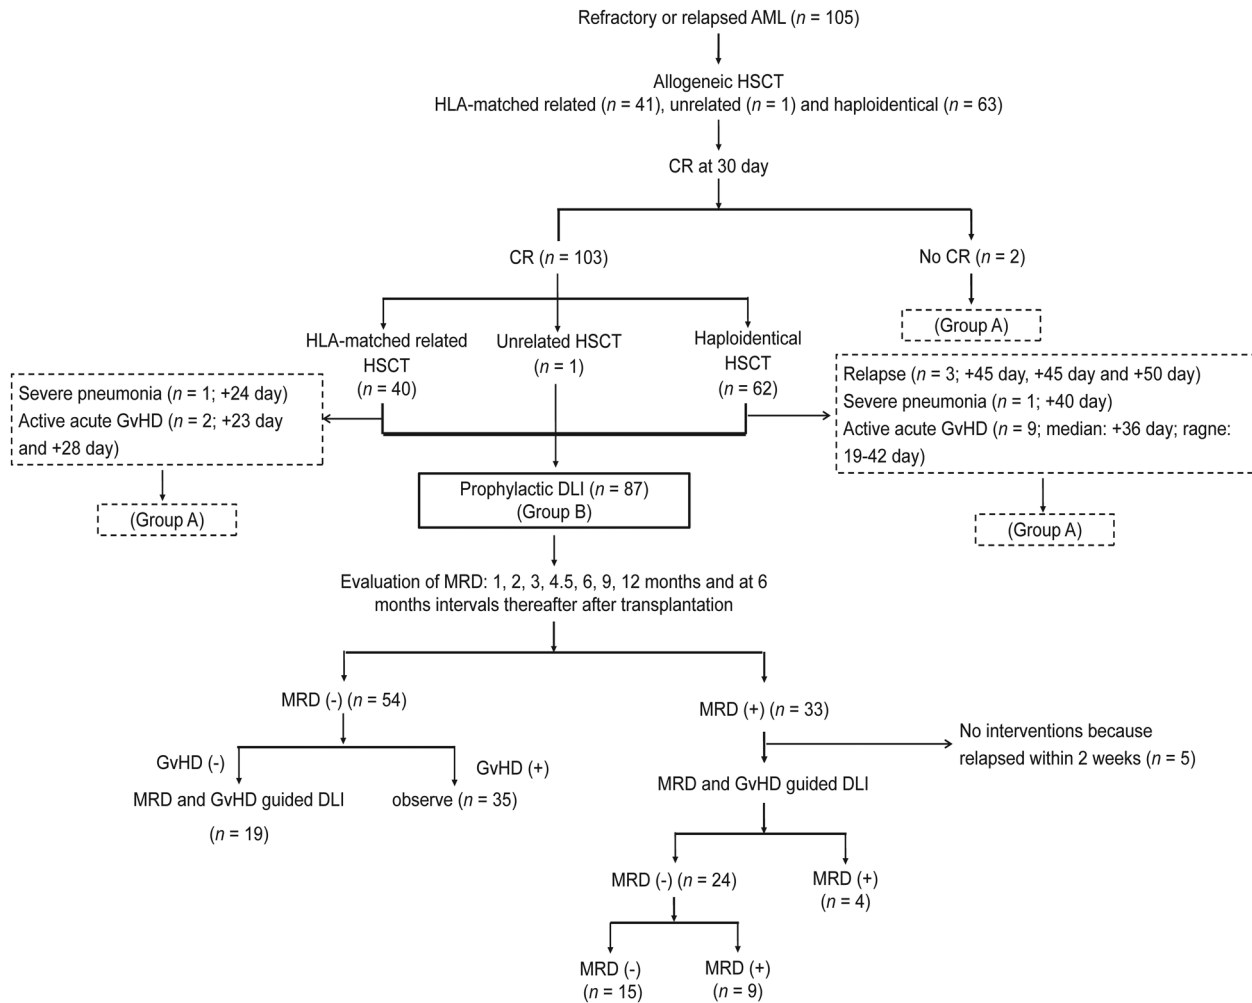 Refractory or relapsed AML (n = 105)
Allogeneic HSCT
HLA-matched related (n = 41), unrelated (n = 1) and haploidentical (n = 63)
CR at 30 day
CR (n = 103)
No CR (n = 2)
(Group A)
HLA-matched related
HSCT
(n = 40)
Unrelated HSCT
(n = 1)
Haploidentical
HSCT
(n = 62)
Severe pneumonia (n = 1; +24 day)
Active acute GvHD (n = 2; +23 day
and +28 day)
(Group A)
Relapse (n = 3; +45 day, +45 day and +50 day)
Severe pneumonia (n = 1; +40 day)
Active acute GvHD (n = 9; median: +36 day; ragne:
19-42 day)
(Group A)
Prophylactic DLI (n = 87)
(Group B)
Evaluation of MRD: 1, 2, 3, 4.5, 6, 9, 12 months and at 6
months intervals thereafter after transplantation
MRD (-) (n = 54)
MRD (+) (n = 33)
No interventions because
relapsed within 2 weeks (n = 5)
GvHD (-)
GvHD (+)
MRD and GvHD guided DLI
(n = 19)
observe (n = 35)
MRD and GvHD guided DLI
MRD (-) (n = 24)
MRD (+)
(n = 4)
MRD (-)
(n = 15)
MRD (+)
(n = 9)